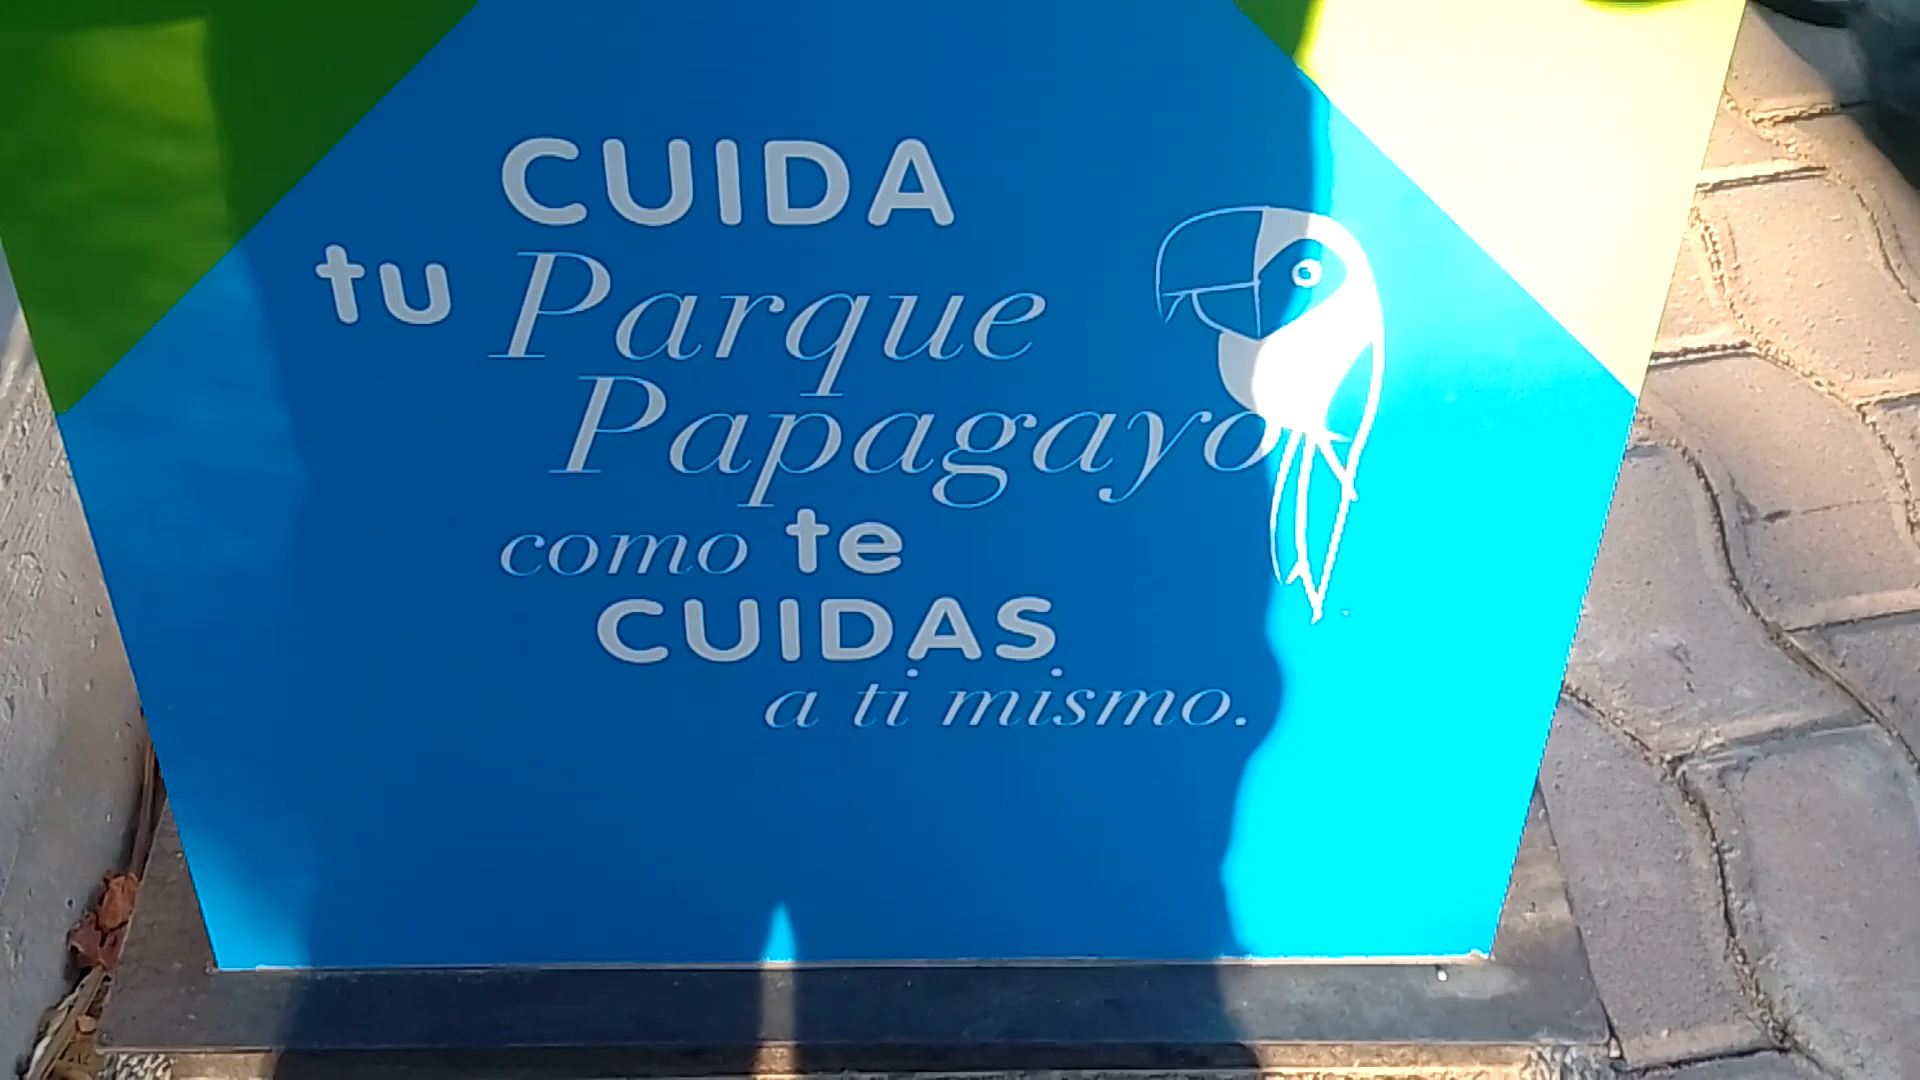 CUIDA
tu Parque
Papagayo
como te
CUIDAS
a ti mismo.